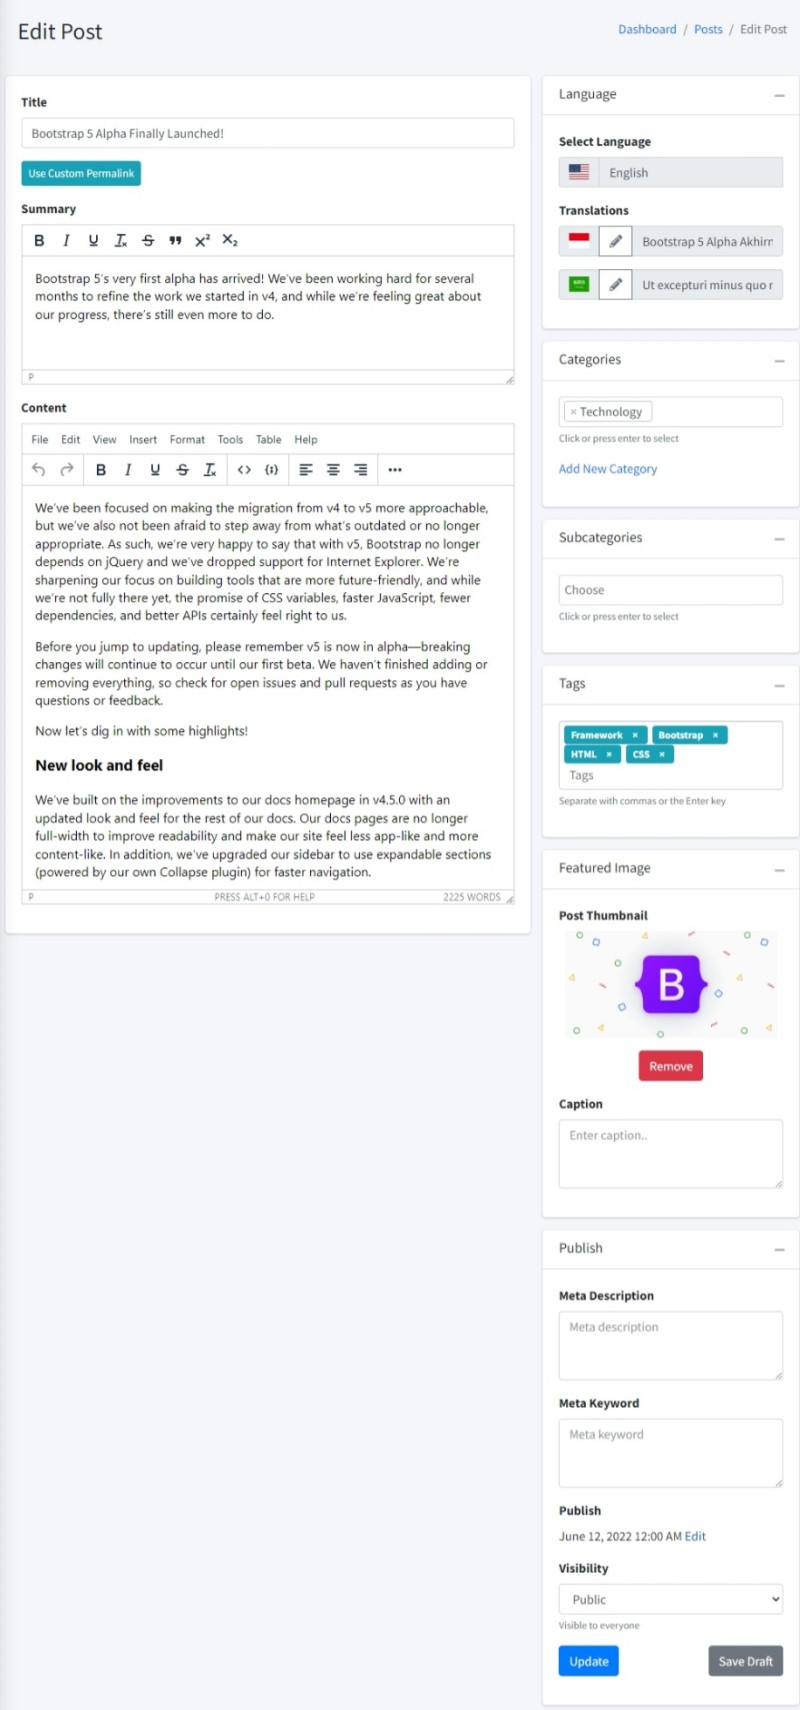 Edit Post
Dashboard / Posts / Edit Post
Title
Bootstrap 5 Alpha Finally Launched!
Use Custom Permalink
Summary
B I U Tx S ❞ X² X₂
Bootstrap 5's very first alpha has arrived! We've been working hard for several
months to refine the work we started in v4, and while we're feeling great about
our progress, there's still even more to do.
P
Content
File Edit View Insert Format Tools Table Help
B I U S Tx <> {;} ...
We've been focused on making the migration from v4 to v5 more approachable,
but we've also not been afraid to step away from what's outdated or no longer
appropriate. As such, we're very happy to say that with v5, Bootstrap no longer
depends on jQuery and we've dropped support for Internet Explorer. We're
sharpening our focus on building tools that are more future-friendly, and while
we're not fully there yet, the promise of CSS variables, faster JavaScript, fewer
dependencies, and better APIs certainly feel right to us.
Before you jump to updating, please remember v5 is now in alpha—breaking
changes will continue to occur until our first beta. We haven't finished adding or
removing everything, so check for open issues and pull requests as you have
questions or feedback.
Now let's dig in with some highlights!
New look and feel
We've built on the improvements to our docs homepage in v4.5.0 with an
updated look and feel for the rest of our docs. Our docs pages are no longer
full-width to improve readability and make our site feel less app-like and more
content-like. In addition, we've upgraded our sidebar to use expandable sections
(powered by our own Collapse plugin) for faster navigation.
P PRESS ALT+0 FOR HELP 2225 WORDS
Language
Select Language
English
Translations
Bootstrap 5 Alpha Akhirn
Ut excepturi minus quo r
Categories
× Technology
Click or press enter to select
Add New Category
Subcategories
Choose
Click or press enter to select
Tags
Framework × Bootstrap ×
HTML × CSS ×
Tags
Separate with commas or the Enter key
Featured Image
Post Thumbnail
B
Remove
Caption
Enter caption..
Publish
Meta Description
Meta description
Meta Keyword
Meta keyword
Publish
June 12, 2022 12:00 AM Edit
Visibility
Public
Visible to everyone
Update Save Draft